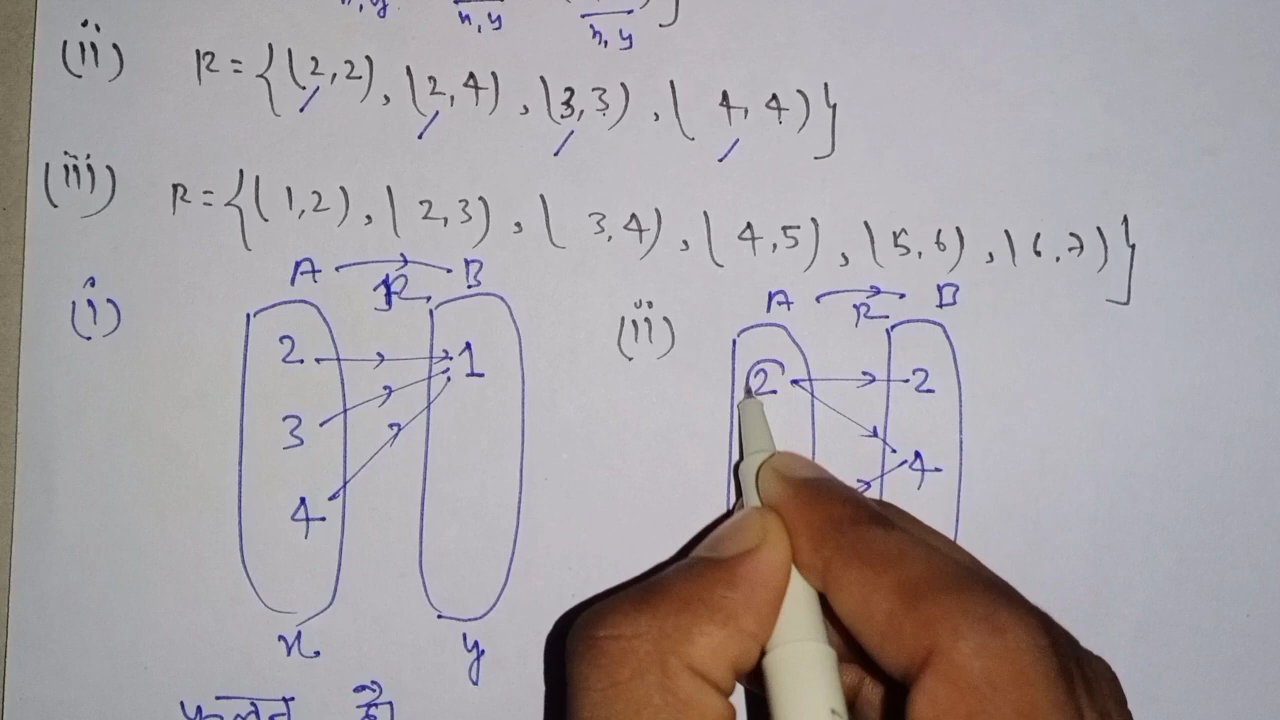 x, y x, y x, y }
(ii) R = {(2,2), (2,4), (3,3), (4,4)}
(iii) R = {(1,2), (2,3), (3,4), (4,5), (5,6), (6,7)}
(i) A R B
2 1
3
4
x y
(ii) A R B
2 2
4
फलन है